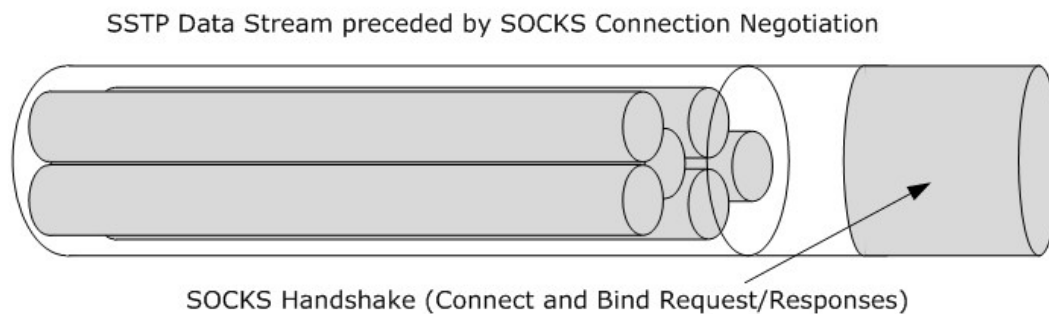 SSTP Data Stream preceded by SOCKS Connection Negotiation
SOCKS Handshake (Connect and Bind Request/Responses)